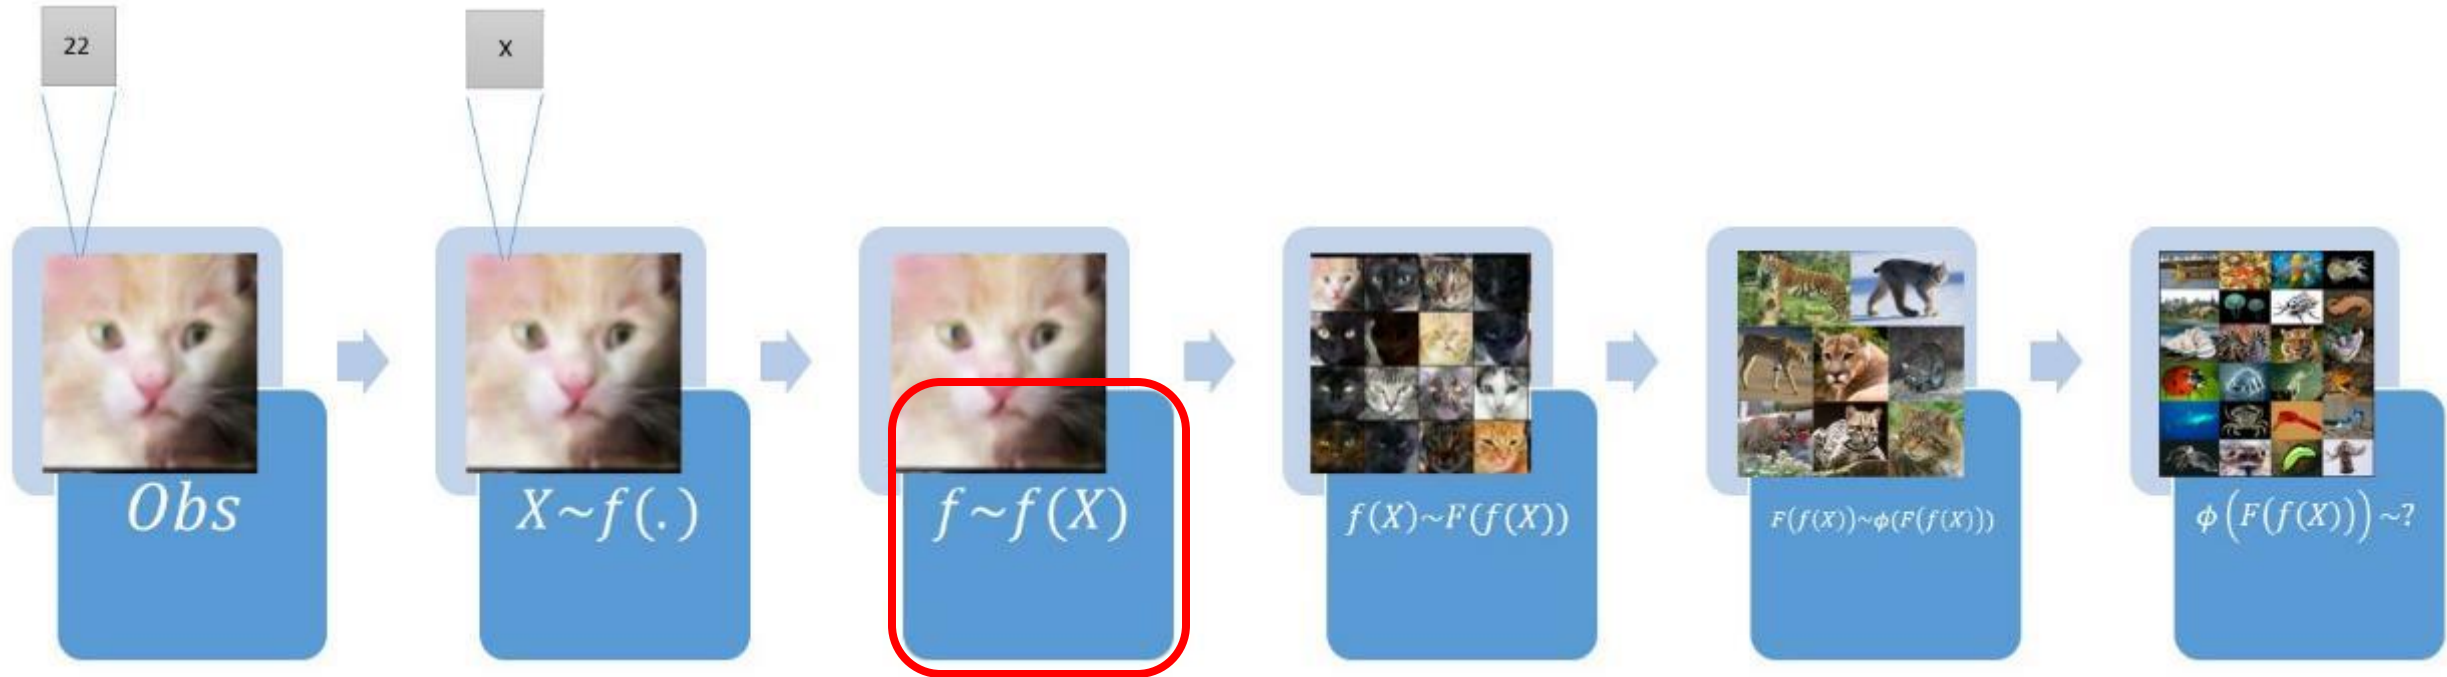 22
X
Obs
X~f(.)
f~f(X)
f(X)~F(f(X))
F(f(X))~ϕ(F(f(X)))
ϕ(F(f(X)))~?